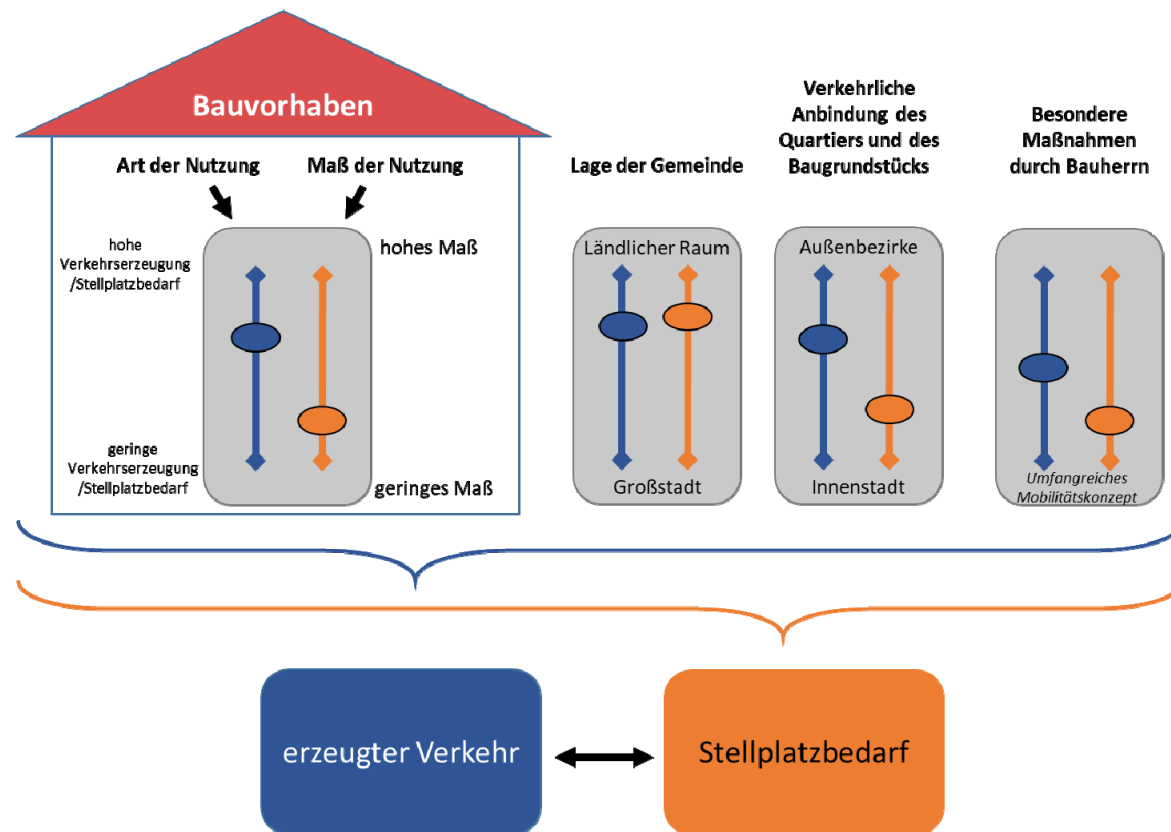 Bauvorhaben
Art der Nutzung
Maß der Nutzung
hohe
Verkehrserzeugung
/Stellplatzbedarf
hohes Maß
geringe
Verkehrserzeugung
/Stellplatzbedarf
geringes Maß
Lage der Gemeinde
Ländlicher Raum
Großstadt
Verkehrliche
Anbindung des
Quartiers und des
Baugrundstücks
Außenbezirke
Innenstadt
Besondere
Maßnahmen
durch Bauherrn
Umfangreiches
Mobilitätskonzept
erzeugter Verkehr
Stellplatzbedarf